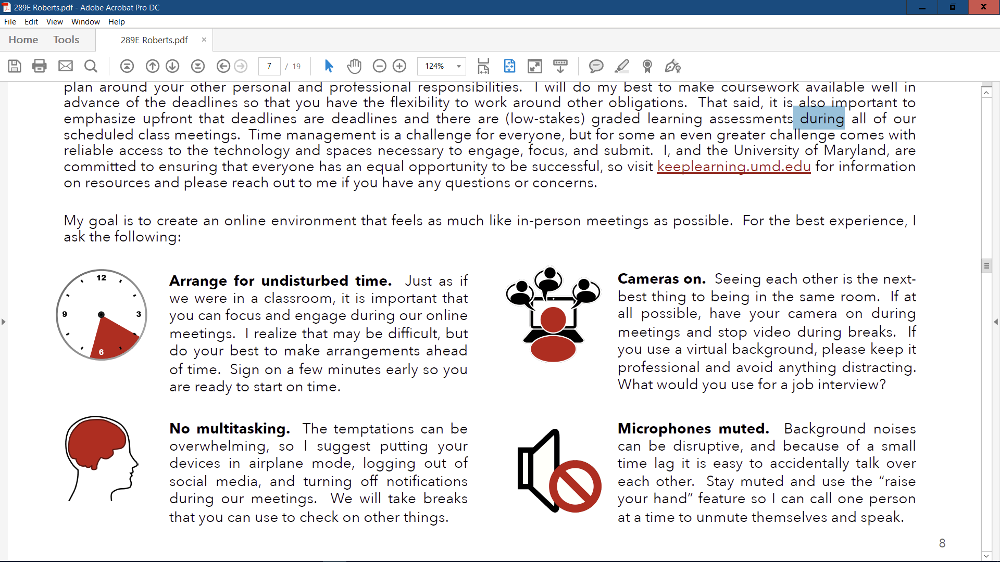 289E Roberts.pdf - Adobe Acrobat Pro DC
File Edit View Window Help
Home Tools 289E Roberts.pdf ×
7 / 19 124%
plan around your other personal and professional responsibilities. I will do my best to make coursework available well in
advance of the deadlines so that you have the flexibility to work around other obligations. That said, it is also important to
emphasize upfront that deadlines are deadlines and there are (low-stakes) graded learning assessments during all of our
scheduled class meetings. Time management is a challenge for everyone, but for some an even greater challenge comes with
reliable access to the technology and spaces necessary to engage, focus, and submit. I, and the University of Maryland, are
committed to ensuring that everyone has an equal opportunity to be successful, so visit keeplearning.umd.edu for information
on resources and please reach out to me if you have any questions or concerns.
My goal is to create an online environment that feels as much like in-person meetings as possible. For the best experience, I
ask the following:
12
9 3
6
Arrange for undisturbed time. Just as if
we were in a classroom, it is important that
you can focus and engage during our online
meetings. I realize that may be difficult, but
do your best to make arrangements ahead
of time. Sign on a few minutes early so you
are ready to start on time.
Cameras on. Seeing each other is the next-
best thing to being in the same room. If at
all possible, have your camera on during
meetings and stop video during breaks. If
you use a virtual background, please keep it
professional and avoid anything distracting.
What would you use for a job interview?
No multitasking. The temptations can be
overwhelming, so I suggest putting your
devices in airplane mode, logging out of
social media, and turning off notifications
during our meetings. We will take breaks
that you can use to check on other things.
Microphones muted. Background noises
can be disruptive, and because of a small
time lag it is easy to accidentally talk over
each other. Stay muted and use the “raise
your hand” feature so I can call one person
at a time to unmute themselves and speak.
8